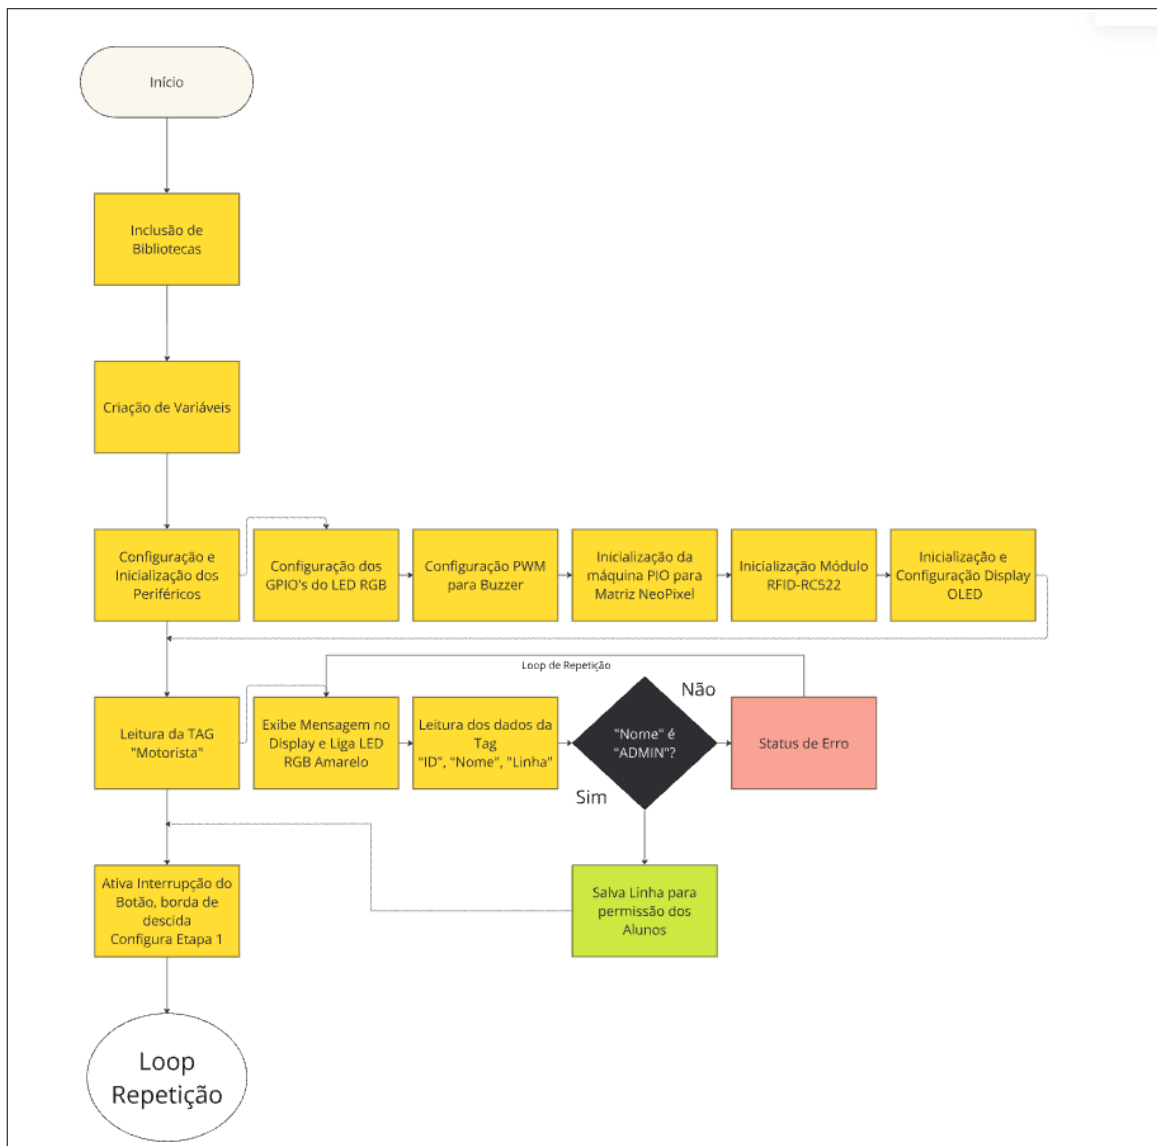 Início
Inclusão de
Bibliotecas
Criação de Variáveis
Configuração e
Inicialização dos
Periféricos
Configuração dos
GPIO's do LED RGB
Configuração PWM
para Buzzer
Inicialização da
máquina PIO para
Matriz NeoPixel
Inicialização Módulo
RFID-RC522
Inicialização e
Configuração Display
OLED
Loop de Repetição
Leitura da TAG
"Motorista"
Exibe Mensagem no
Display e Liga LED
RGB Amarelo
Leitura dos dados da
Tag
"ID", "Nome", "Linha"
"Nome" é
"ADMIN"?
Não
Status de Erro
Sim
Ativa Interrupção do
Botão, borda de
descida
Configura Etapa 1
Salva Linha para
permissão dos
Alunos
Loop
Repetição